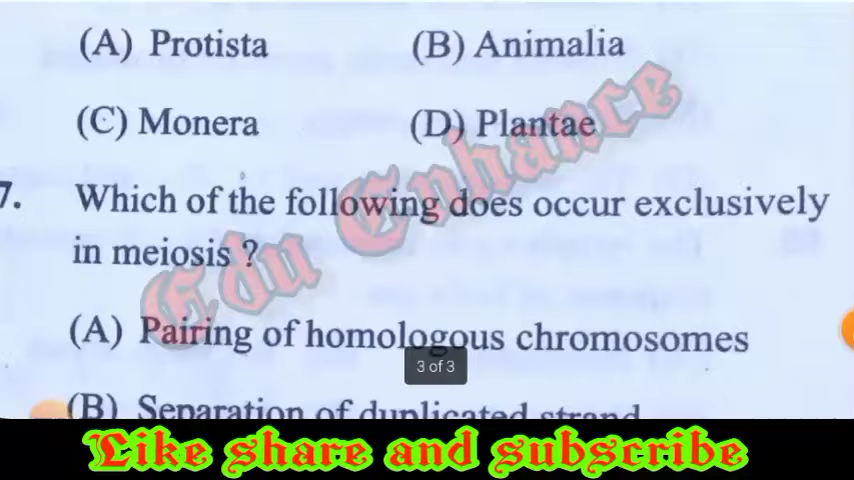 (A) Protista (B) Animalia
(C) Monera (D) Plantae
7. Which of the following does occur exclusively
in meiosis ?
(A) Pairing of homologous chromosomes
(B) Separation of duplicated strand
Edu Enhance
3 of 3
Like share and subscribe